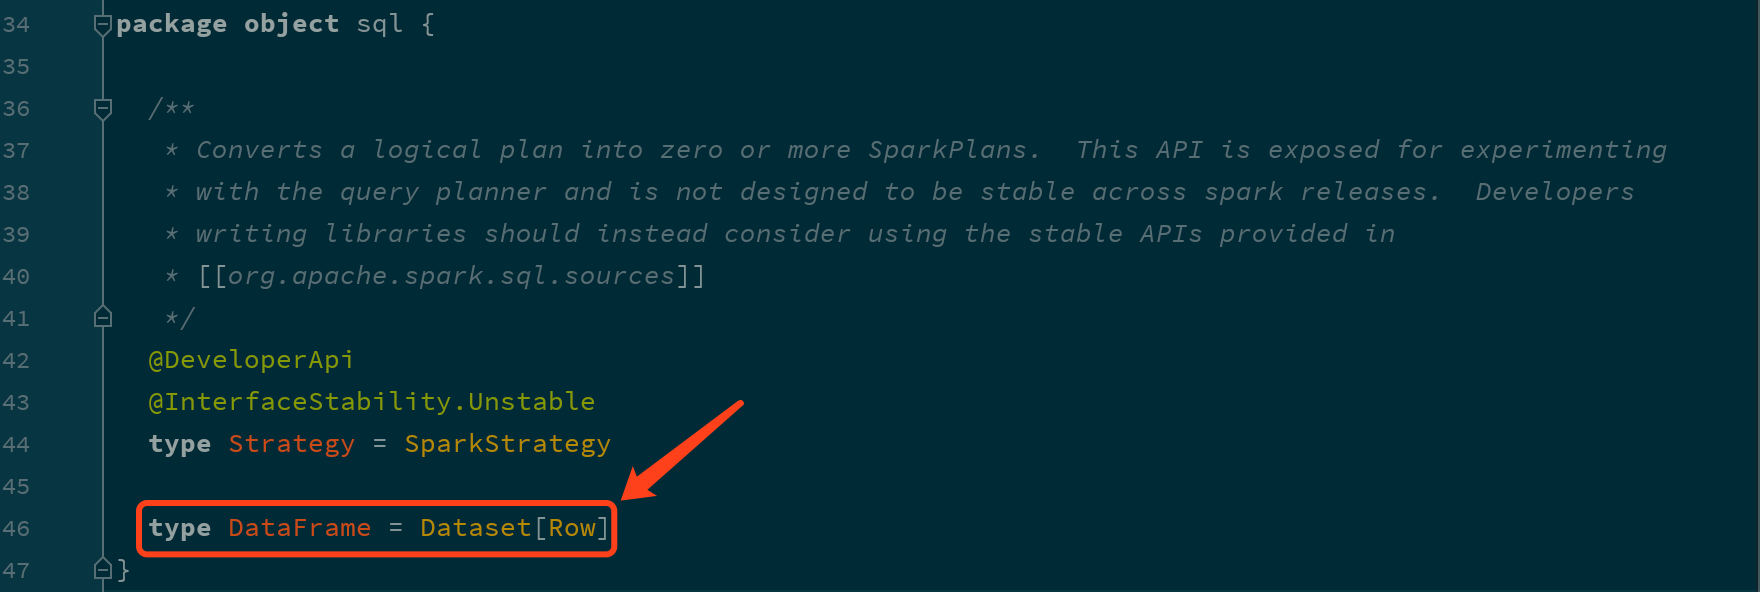 34 package object sql {
35
36 /**
37 * Converts a logical plan into zero or more SparkPlans.  This API is exposed for experimenting
38 * with the query planner and is not designed to be stable across spark releases.  Developers
39 * writing libraries should instead consider using the stable APIs provided in
40 * [[org.apache.spark.sql.sources]]
41 */
42 @DeveloperApi
43 @InterfaceStability.Unstable
44 type Strategy = SparkStrategy
45
46 type DataFrame = Dataset[Row]
47 }